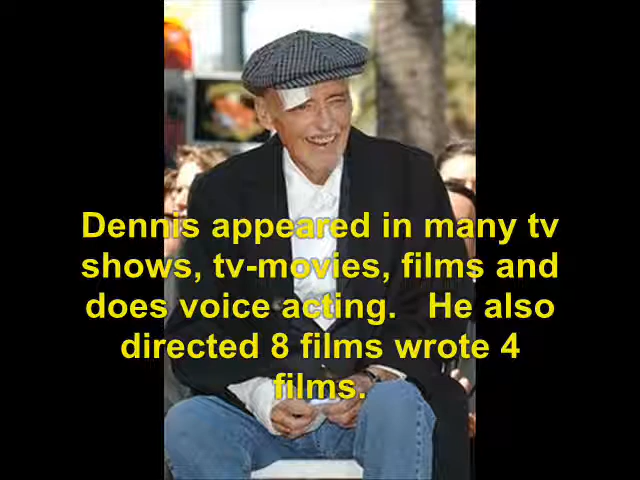 Dennis appeared in many tv
shows, tv-movies, films and
does voice acting.   He also
directed 8 films wrote 4
films.